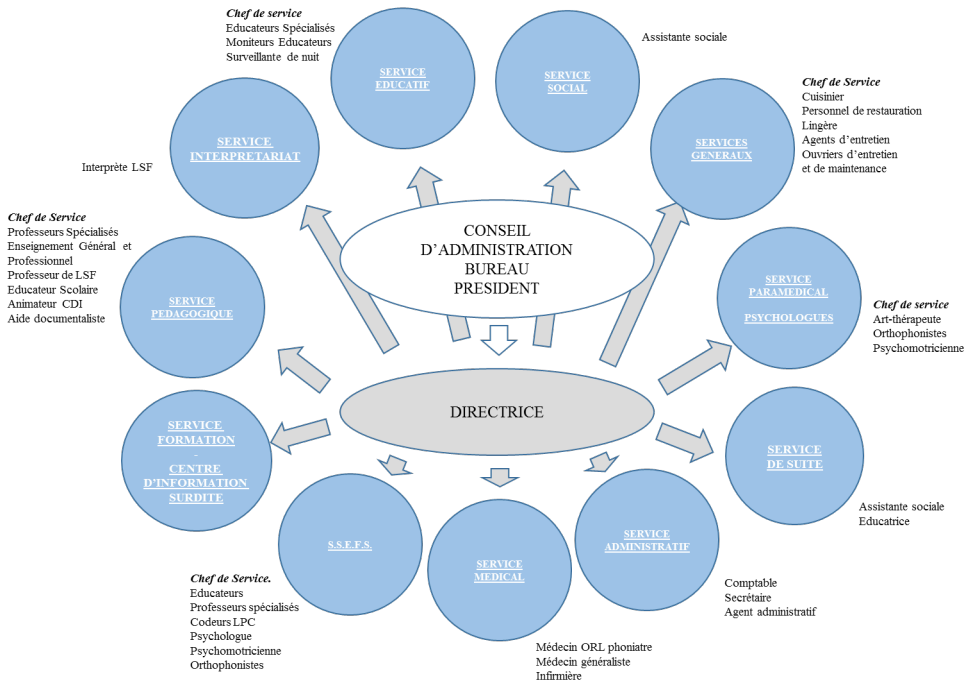 Chef de service
Educateurs Spécialisés
Moniteurs Educateurs
Surveillante de nuit
SERVICE
EDUCATIF
SERVICE
SOCIAL
Assistante sociale
Chef de Service
Cuisinier
Personnel de restauration
Lingère
Agents d’entretien
Ouvriers d’entretien
et de maintenance
SERVICES
GENERAUX
SERVICE
INTERPRETARIAT
Interprète LSF
CONSEIL
D’ADMINISTRATION
BUREAU
PRESIDENT
Chef de Service
Professeurs Spécialisés
Enseignement Général et
Professionnel
Professeur de LSF
Educateur Scolaire
Animateur CDI
Aide documentaliste
SERVICE
PEDAGOGIQUE
SERVICE
PARAMEDICAL
-
PSYCHOLOGUES
Chef de service
Art-thérapeute
Orthophonistes
Psychomotricienne
DIRECTRICE
SERVICE
FORMATION
-
CENTRE
D’INFORMATION
SURDITE
SERVICE
DE SUITE
Assistante sociale
Educatrice
S.S.E.F.S.
Chef de Service.
Educateurs
Professeurs spécialisés
Codeurs LPC
Psychologue
Psychomotricienne
Orthophonistes
SERVICE
MEDICAL
Médecin ORL phoniatre
Médecin généraliste
Infirmière
SERVICE
ADMINISTRATIF
Comptable
Secrétaire
Agent administratif